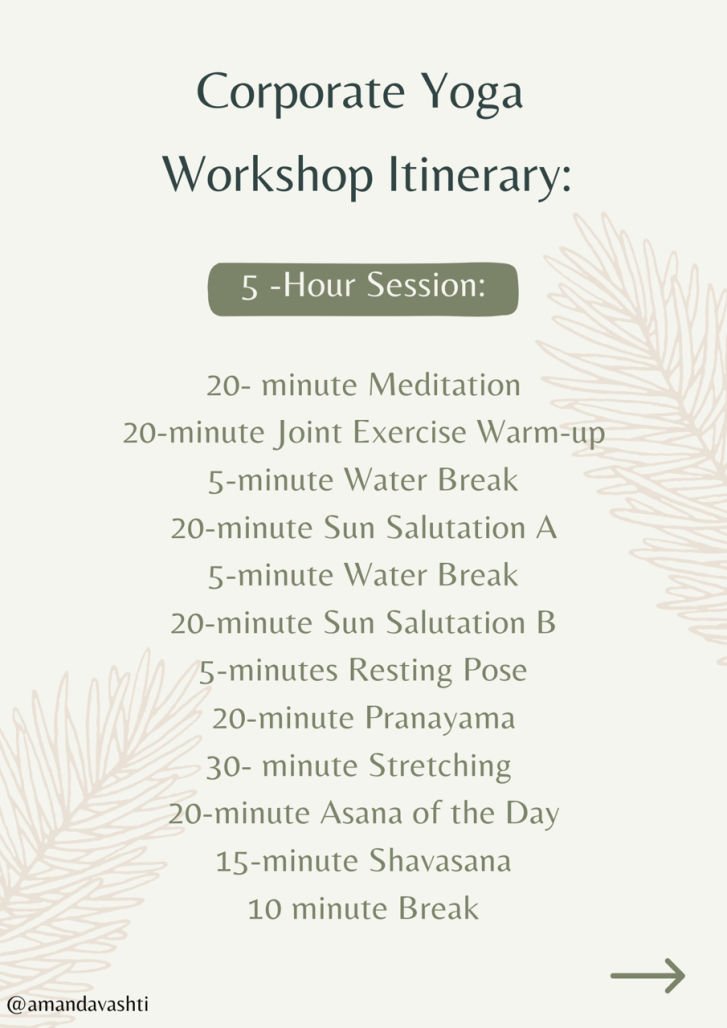 Corporate Yoga
Workshop Itinerary:
5 -Hour Session:
20- minute Meditation
20-minute Joint Exercise Warm-up
5-minute Water Break
20-minute Sun Salutation A
5-minute Water Break
20-minute Sun Salutation B
5-minutes Resting Pose
20-minute Pranayama
30- minute Stretching
20-minute Asana of the Day
15-minute Shavasana
10 minute Break
@amandavashti